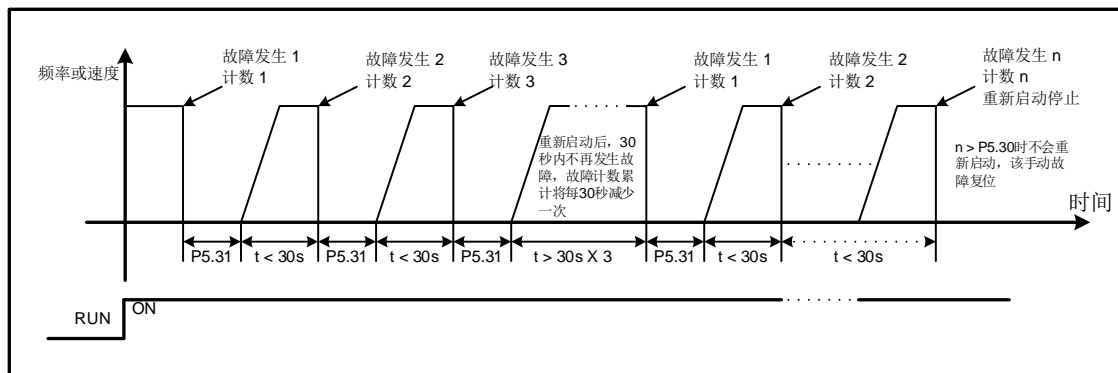 频率或速度
故障发生 1
计数 1
故障发生 2
计数 2
故障发生 3
计数 3
故障发生 1
计数 1
故障发生 2
计数 2
故障发生 n
计数 n
重新启动停止
重新启动后，30
秒内不再发生故
障，故障计数累
计将每30秒减少
一次
n > P5.30时不会重
新启动，该手动故
障复位
时间
P5.31
t < 30s
P5.31
t < 30s
P5.31
t > 30s X 3
P5.31
t < 30s
t < 30s
RUN
ON